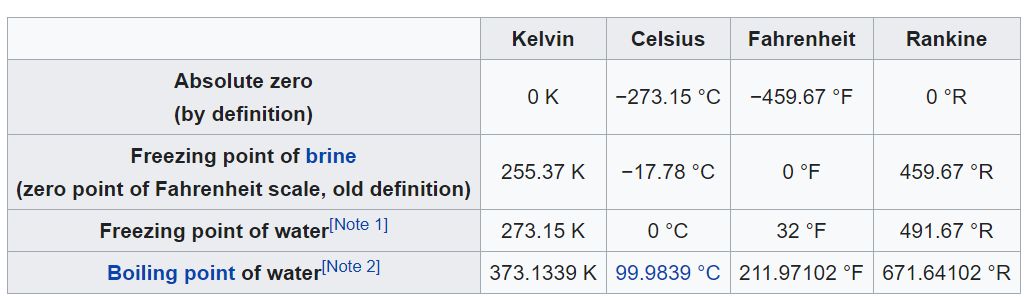 Kelvin Celsius Fahrenheit Rankine
Absolute zero
(by definition) 0 K −273.15 °C −459.67 °F 0 °R
Freezing point of brine
(zero point of Fahrenheit scale, old definition) 255.37 K −17.78 °C 0 °F 459.67 °R
Freezing point of water[Note 1] 273.15 K 0 °C 32 °F 491.67 °R
Boiling point of water[Note 2] 373.1339 K 99.9839 °C 211.97102 °F 671.64102 °R